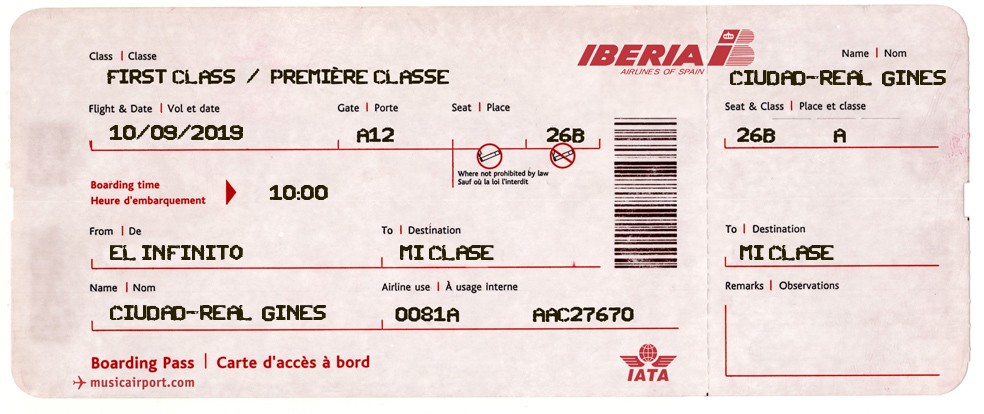 Class | Classe
FIRST CLASS / PREMIÈRE CLASSE
IBERIA IB
AIRLINES OF SPAIN
Flight & Date | Vol et date
10/09/2019
Gate | Porte
A12
Seat | Place
26B
Where not prohibited by law
Sauf où la loi l'interdit
Boarding time
Heure d'embarquement
10:00
From | De
EL INFINITO
To | Destination
MI CLASE
Name | Nom
CIUDAD-REAL GINES
Airline use | À usage interne
0081A AAC27670
Boarding Pass | Carte d'accès à bord
musicairport.com
IATA
Name | Nom
CIUDAD-REAL GINES
Seat & Class | Place et classe
26B A
To | Destination
MI CLASE
Remarks | Observations